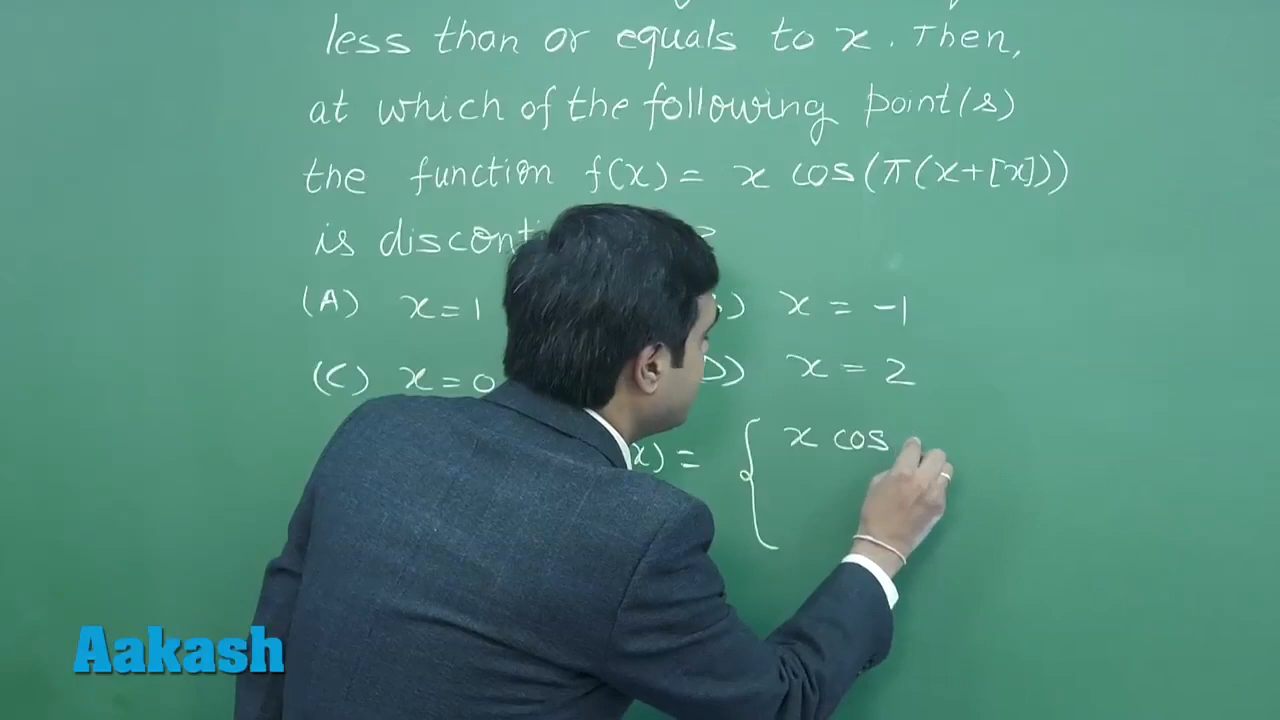 less than or equals to x. Then,
at which of the following point(s)
the function f(x) = x cos(π(x+[x]))
is
(A) x=1 x = -1
(C) x=0 D) x = 2
x) = { x cos
Aakash